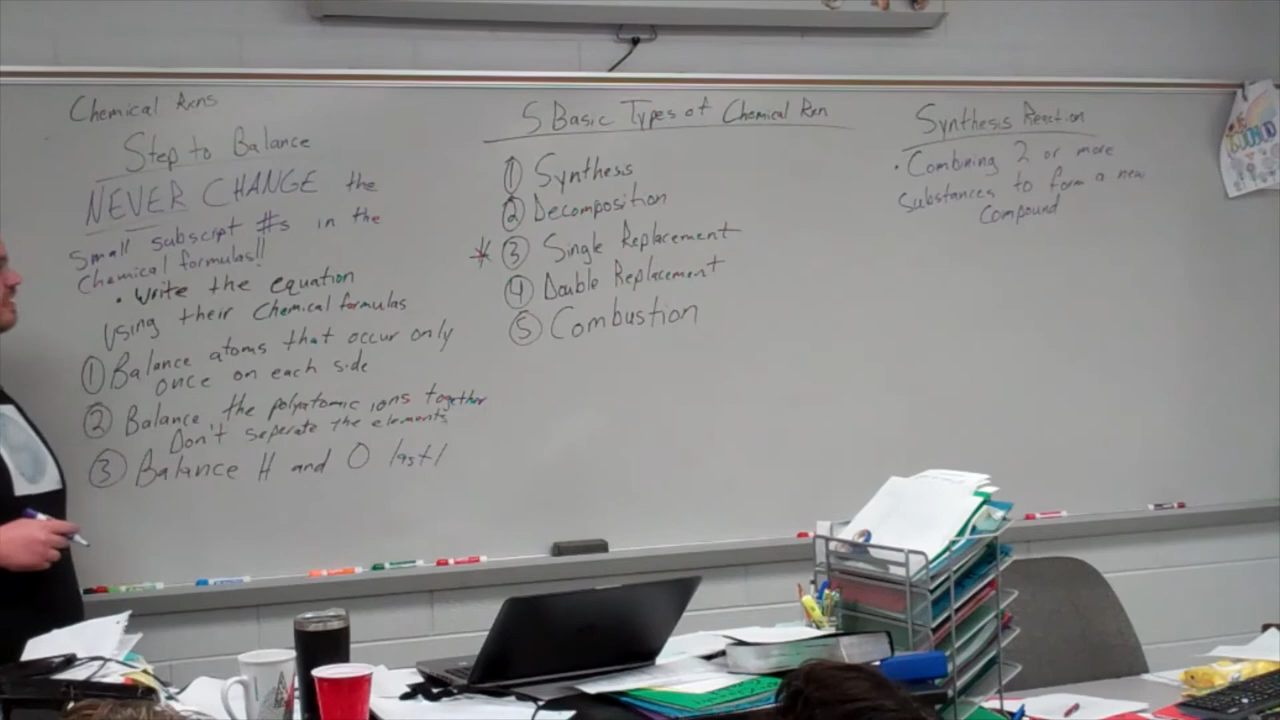 Chemical Rxns
Step to Balance
NEVER CHANGE the
Small subscript #s in the
Chemical formulas!!
• Write the equation
Using their Chemical formulas
① Balance atoms that occur only
once on each side
② Balance the polyatomic ions together
Don't seperate the elements
③ Balance H and O last!
5 Basic Types of Chemical Rxn
① Synthesis
② Decomposition
* ③ Single Replacement
④ Double Replacement
⑤ Combustion
Synthesis Reaction
• Combining 2 or more
Substances to form a new
Compound